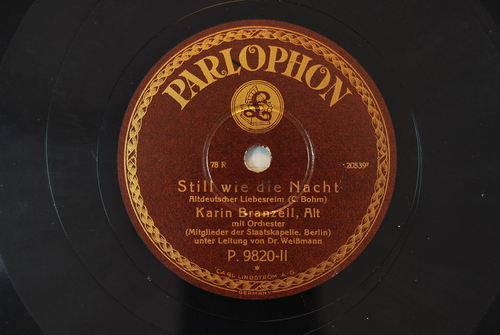 PARLOPHON
£
78 R 20339²
Still wie die Nacht
Altdeutscher Liebesreim (C. Bohm)
Karin Branzell, Alt
mit Orchester
(Mitglieder der Staatskapelle, Berlin)
unter Leitung von Dr. Weißmann
P. 9820-II
CARL LINDSTRÖM A.-G.
GERMANY